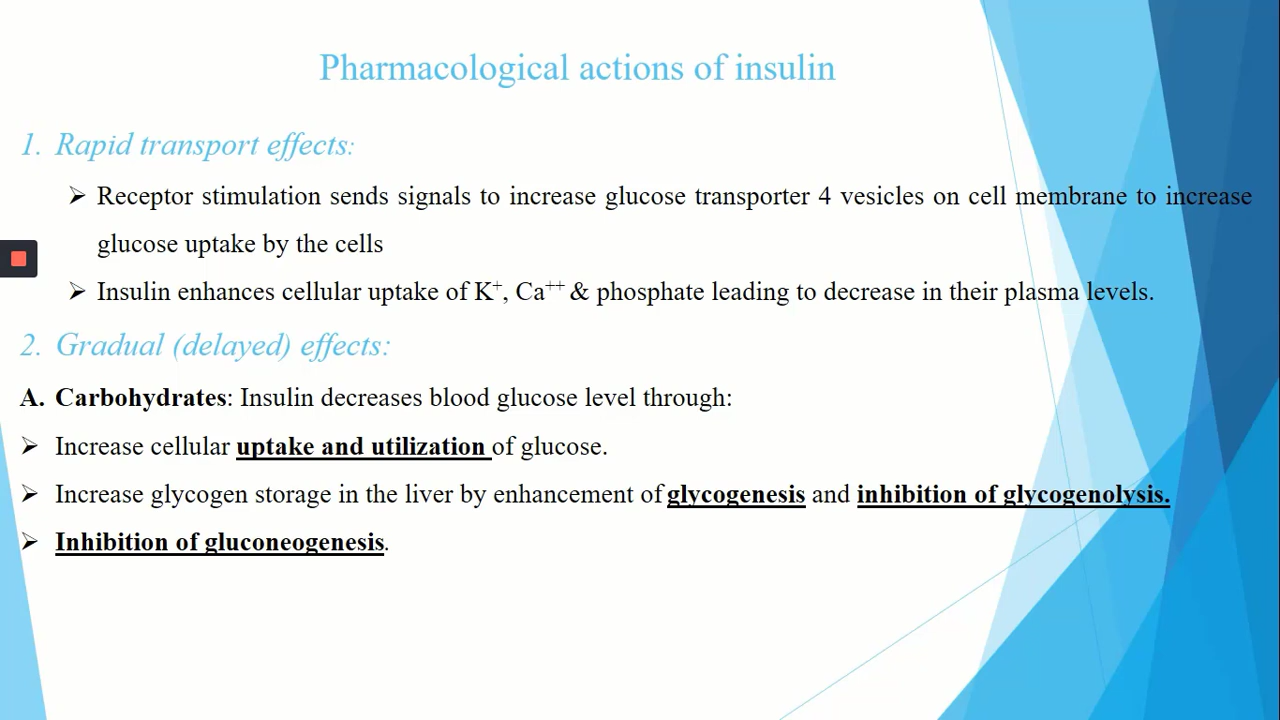 Pharmacological actions of insulin
1. Rapid transport effects:
➢ Receptor stimulation sends signals to increase glucose transporter 4 vesicles on cell membrane to increase
glucose uptake by the cells
➢ Insulin enhances cellular uptake of K⁺, Ca⁺⁺ & phosphate leading to decrease in their plasma levels.
2. Gradual (delayed) effects:
A. Carbohydrates: Insulin decreases blood glucose level through:
➢ Increase cellular uptake and utilization of glucose.
➢ Increase glycogen storage in the liver by enhancement of glycogenesis and inhibition of glycogenolysis.
➢ Inhibition of gluconeogenesis.